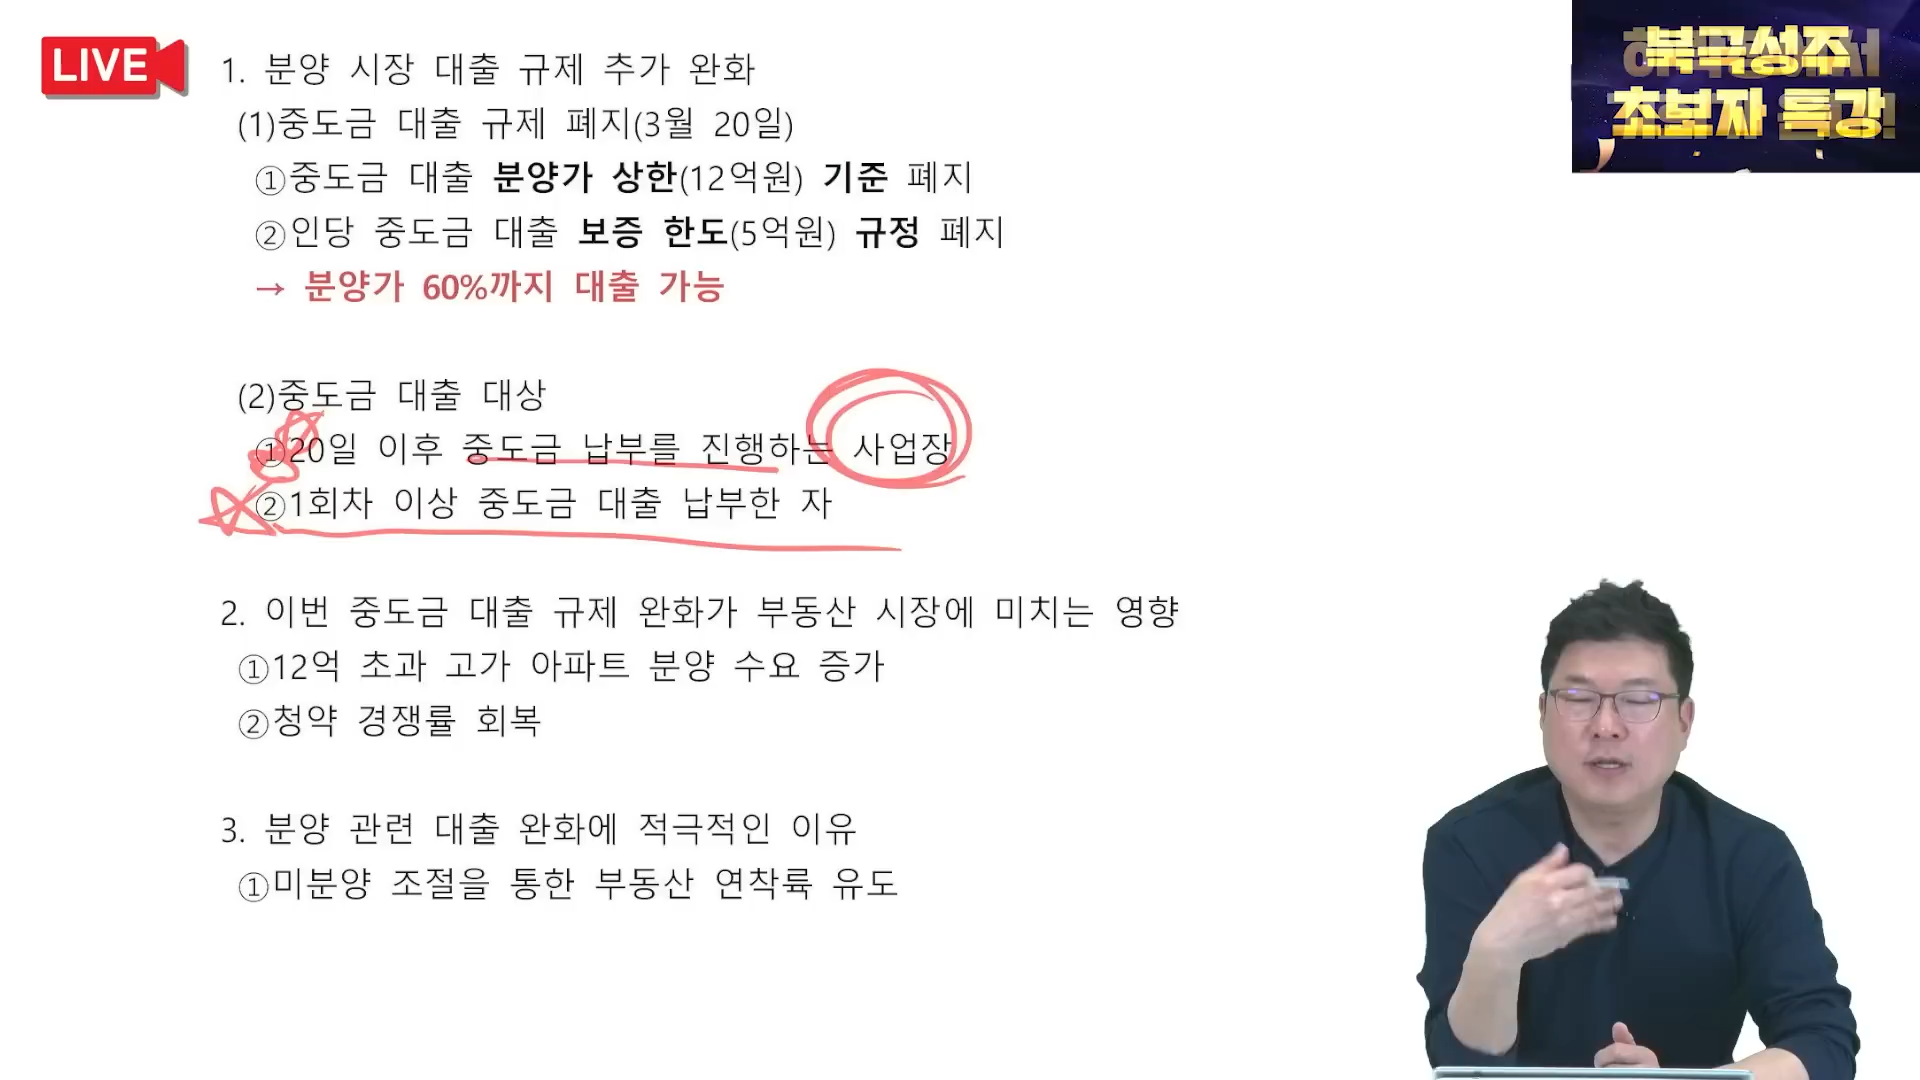 LIVE
1. 분양 시장 대출 규제 추가 완화
(1)중도금 대출 규제 폐지(3월 20일)
①중도금 대출 분양가 상한(12억원) 기준 폐지
②인당 중도금 대출 보증 한도(5억원) 규정 폐지
→ 분양가 60%까지 대출 가능
(2)중도금 대출 대상
①20일 이후 중도금 납부를 진행하는 사업장
②1회차 이상 중도금 대출 납부한 자
2. 이번 중도금 대출 규제 완화가 부동산 시장에 미치는 영향
①12억 초과 고가 아파트 분양 수요 증가
②청약 경쟁률 회복
3. 분양 관련 대출 완화에 적극적인 이유
①미분양 조절을 통한 부동산 연착륙 유도
북극성주
초보자 특강!